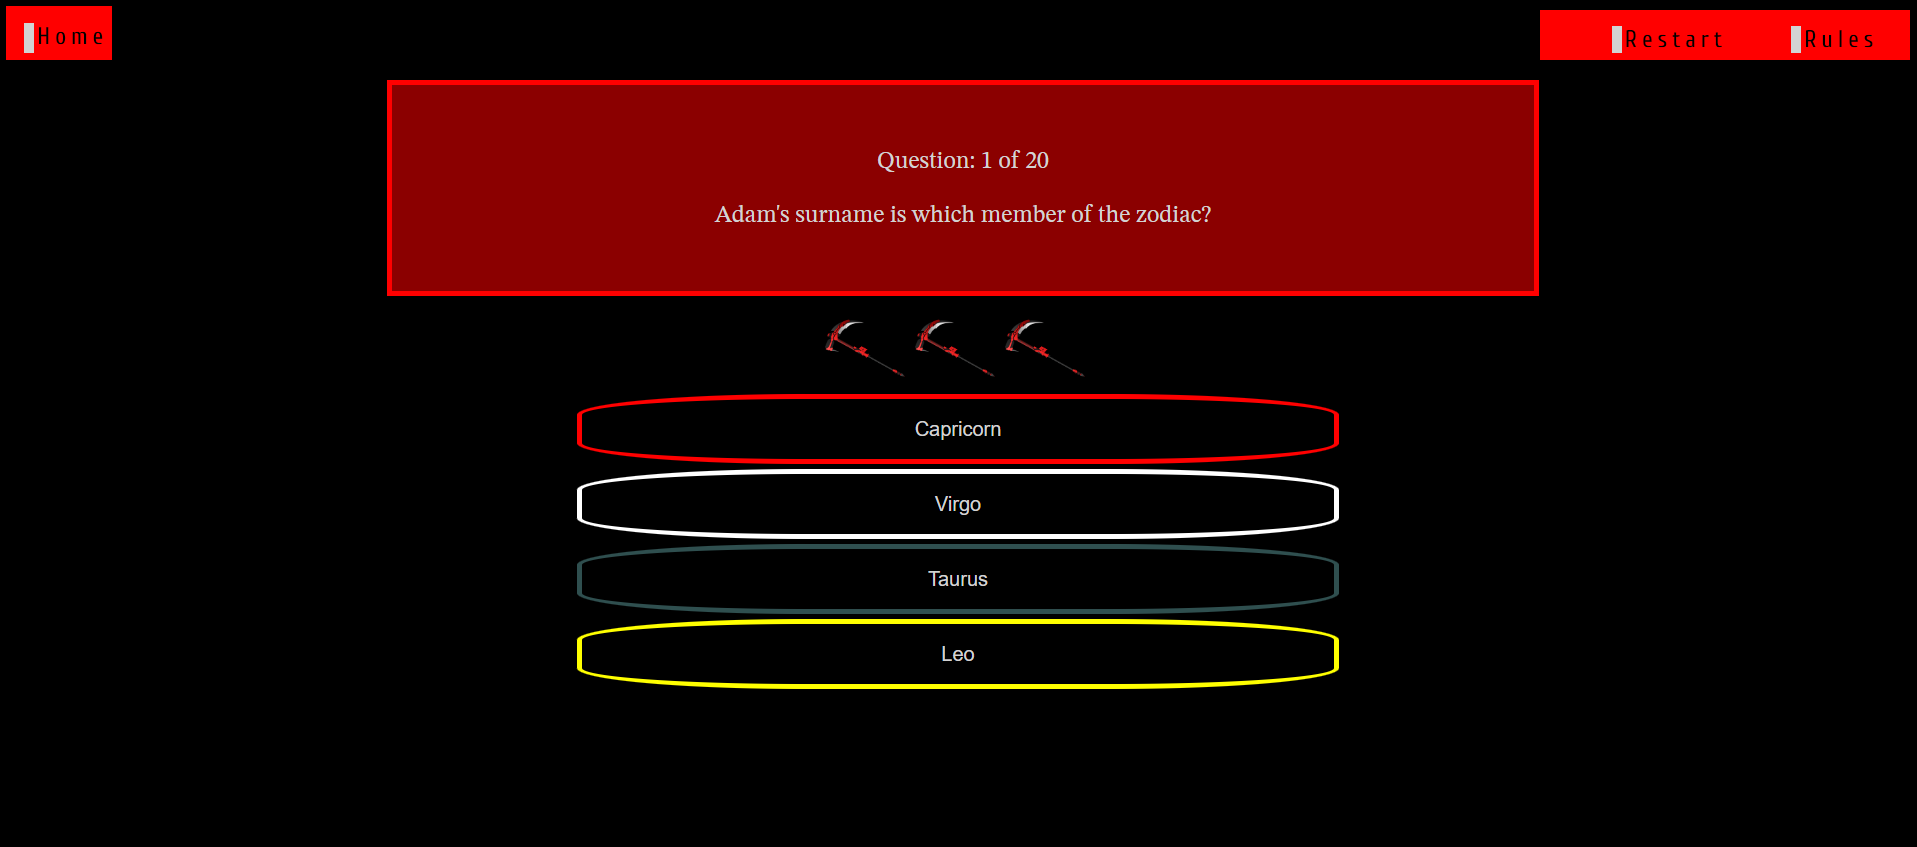 Home
Restart
Rules
Question: 1 of 20
Adam's surname is which member of the zodiac?
Capricorn
Virgo
Taurus
Leo